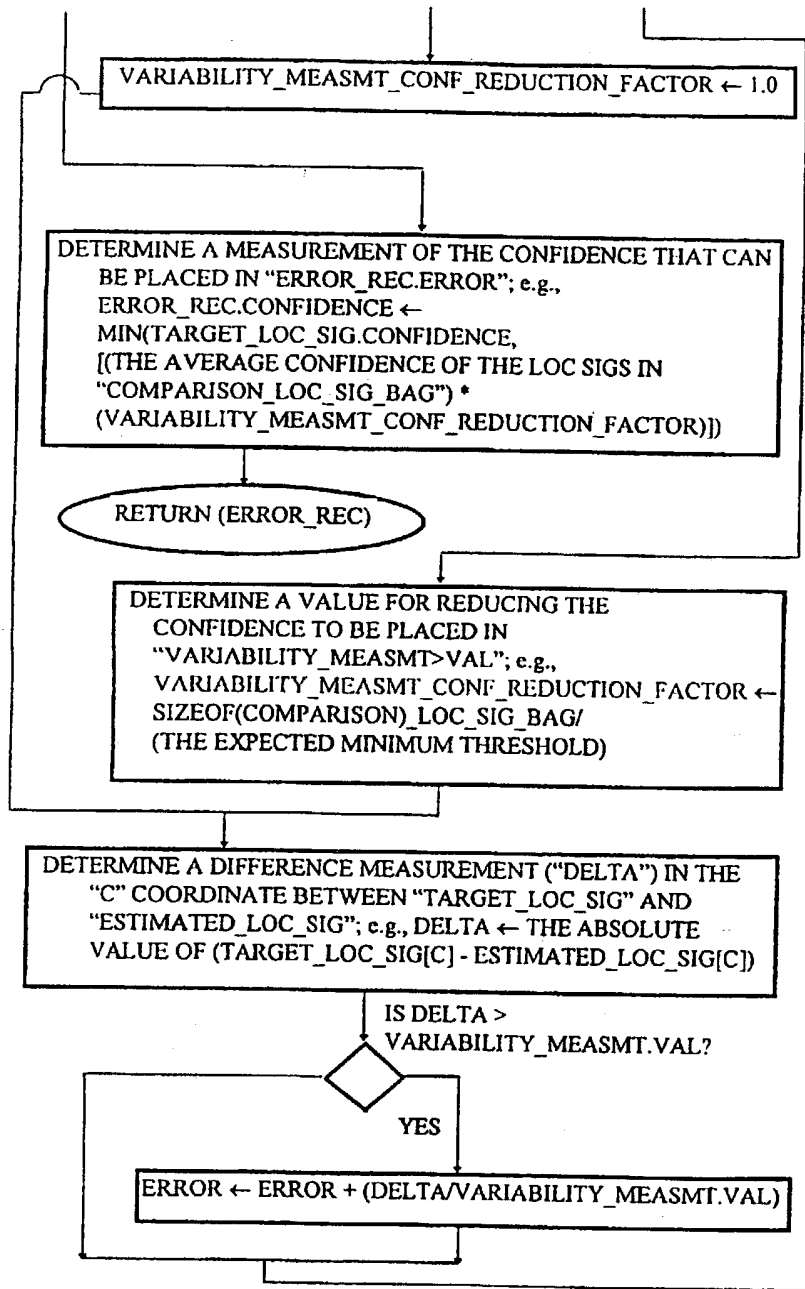 VARIABILITY_MEASMT_CONF_REDUCTION_FACTOR ← 1.0
DETERMINE A MEASUREMENT OF THE CONFIDENCE THAT CAN
BE PLACED IN “ERROR_REC.ERROR”; e.g.,
ERROR_REC.CONFIDENCE ←
MIN(TARGET_LOC_SIG.CONFIDENCE,
[(THE AVERAGE CONFIDENCE OF THE LOC SIGS IN
“COMPARISON_LOC_SIG_BAG”) *
(VARIABILITY_MEASMT_CONF_REDUCTION_FACTOR)])
RETURN (ERROR_REC)
DETERMINE A VALUE FOR REDUCING THE
CONFIDENCE TO BE PLACED IN
“VARIABILITY_MEASMT>VAL”; e.g.,
VARIABILITY_MEASMT_CONF_REDUCTION_FACTOR ←
SIZEOF(COMPARISON)_LOC_SIG_BAG/
(THE EXPECTED MINIMUM THRESHOLD)
DETERMINE A DIFFERENCE MEASUREMENT (“DELTA”) IN THE
“C” COORDINATE BETWEEN “TARGET_LOC_SIG” AND
“ESTIMATED_LOC_SIG”; e.g., DELTA ← THE ABSOLUTE
VALUE OF (TARGET_LOC_SIG[C] - ESTIMATED_LOC_SIG[C])
IS DELTA >
VARIABILITY_MEASMT.VAL?
YES
ERROR ← ERROR + (DELTA/VARIABILITY_MEASMT.VAL)